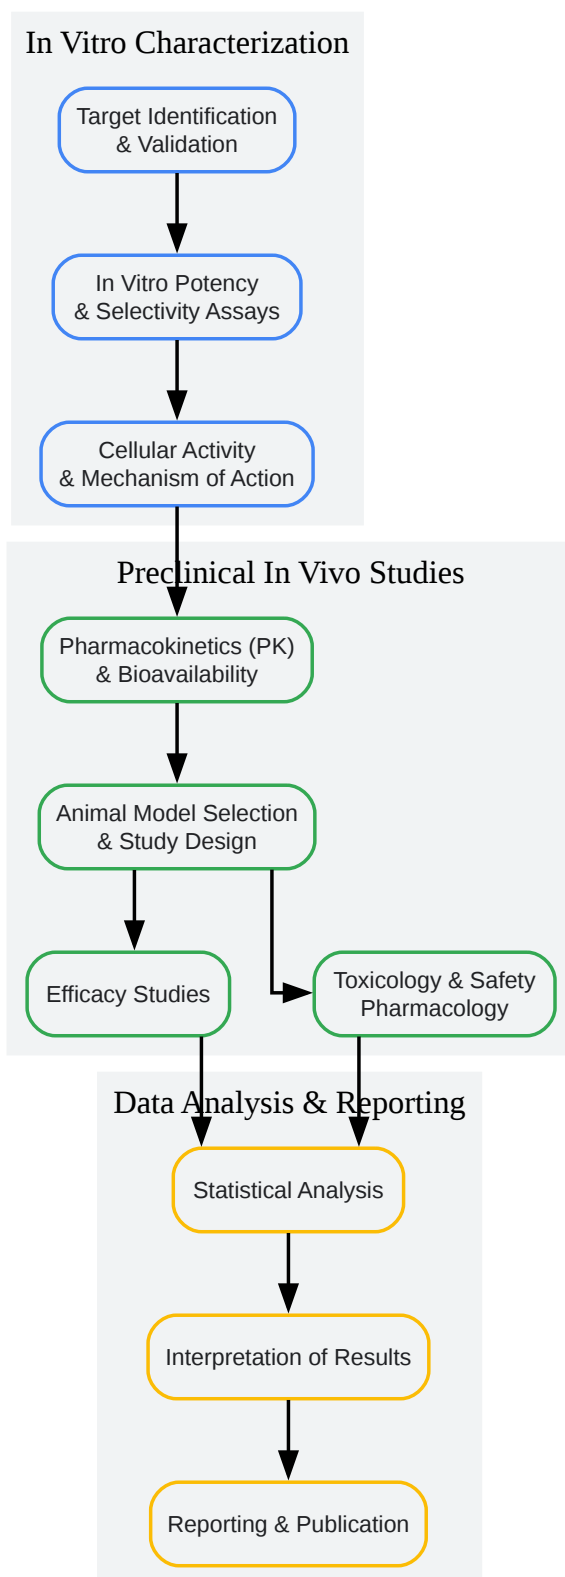 In Vitro Characterization
Target Identification
& Validation
In Vitro Potency
& Selectivity Assays
Cellular Activity
& Mechanism of Action
Preclinical In Vivo Studies
Pharmacokinetics (PK)
& Bioavailability
Animal Model Selection
& Study Design
Efficacy Studies
Toxicology & Safety
Pharmacology
Data Analysis & Reporting
Statistical Analysis
Interpretation of Results
Reporting & Publication